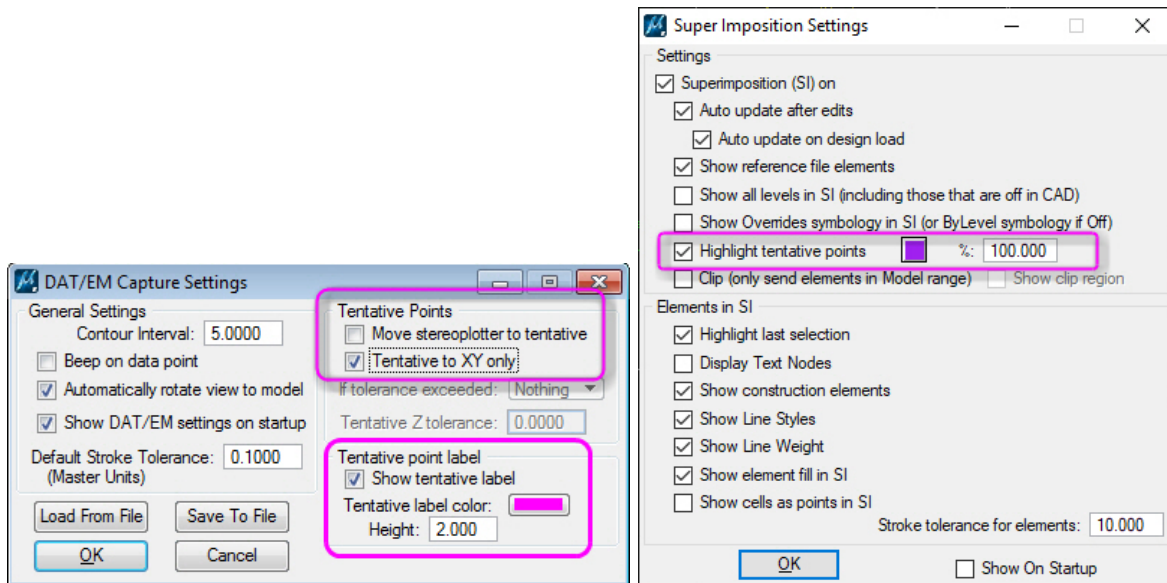 DAT/EM Capture Settings
General Settings
Contour Interval: 5.0000
Beep on data point
Automatically rotate view to model
Show DAT/EM settings on startup
Default Stroke Tolerance: 0.1000
(Master Units)
Load From File
Save To File
OK
Cancel
Tentative Points
Move stereoplotter to tentative
Tentative to XY only
If tolerance exceeded: Nothing
Tentative Z tolerance: 0.0000
Tentative point label
Show tentative label
Tentative label color:
Height: 2.000
Super Imposition Settings
Settings
Superimposition (SI) on
Auto update after edits
Auto update on design load
Show reference file elements
Show all levels in SI (including those that are off in CAD)
Show Overrides symbology in SI (or ByLevel symbology if Off)
Highlight tentative points %: 100.000
Clip (only send elements in Model range) Show clip region
Elements in SI
Highlight last selection
Display Text Nodes
Show construction elements
Show Line Styles
Show Line Weight
Show element fill in SI
Show cells as points in SI
Stroke tolerance for elements: 10.000
OK
Show On Startup